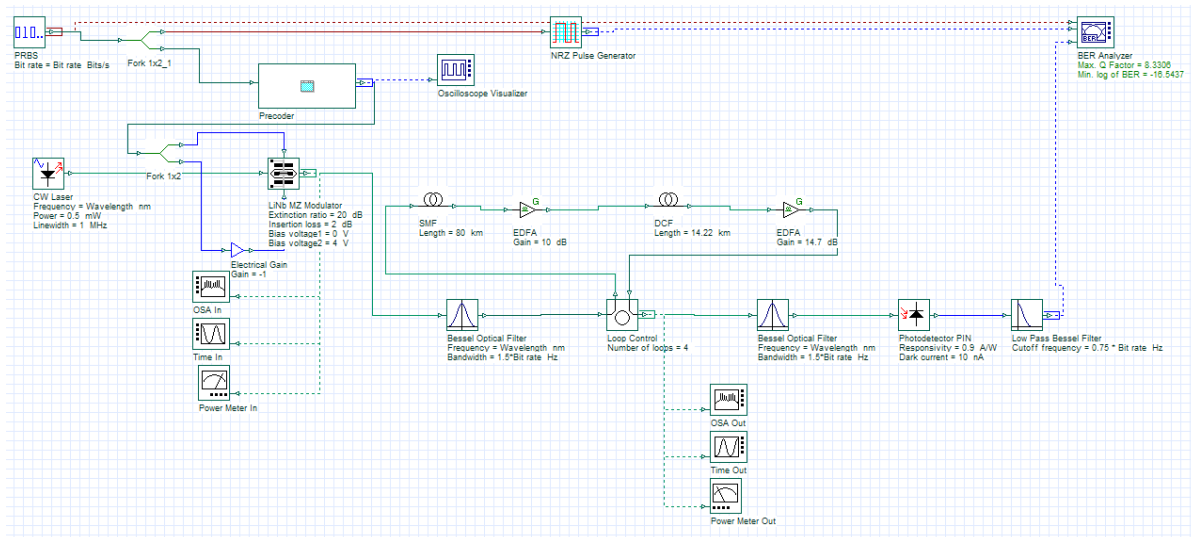 PRBS
Bit rate = Bit rate Bits/s
Fork 1x2_1
NRZ Pulse Generator
BER
BER Analyzer
Max. Q Factor = 8.3306
Min. log of BER = -16.5437
Oscilloscope Visualizer
Precoder
Fork 1x2
CW Laser
Frequency = Wavelength nm
Power = 0.5 mW
Linewidth = 1 MHz
LiNb MZ Modulator
Extinction ratio = 20 dB
Insertion loss = 2 dB
Bias voltage1 = 0 V
Bias voltage2 = 4 V
SMF
Length = 80 km
G
EDFA
Gain = 10 dB
DCF
Length = 14.22 km
G
EDFA
Gain = 14.7 dB
Electrical Gain
Gain = -1
OSA In
Time In
Power Meter In
Bessel Optical Filter
Frequency = Wavelength nm
Bandwidth = 1.5*Bit rate Hz
Loop Control
Number of loops = 4
Bessel Optical Filter
Frequency = Wavelength nm
Bandwidth = 1.5*Bit rate Hz
Photodetector PIN
Responsivity = 0.9 A/W
Dark current = 10 nA
Low Pass Bessel Filter
Cutoff frequency = 0.75 * Bit rate Hz
OSA Out
Time Out
Power Meter Out